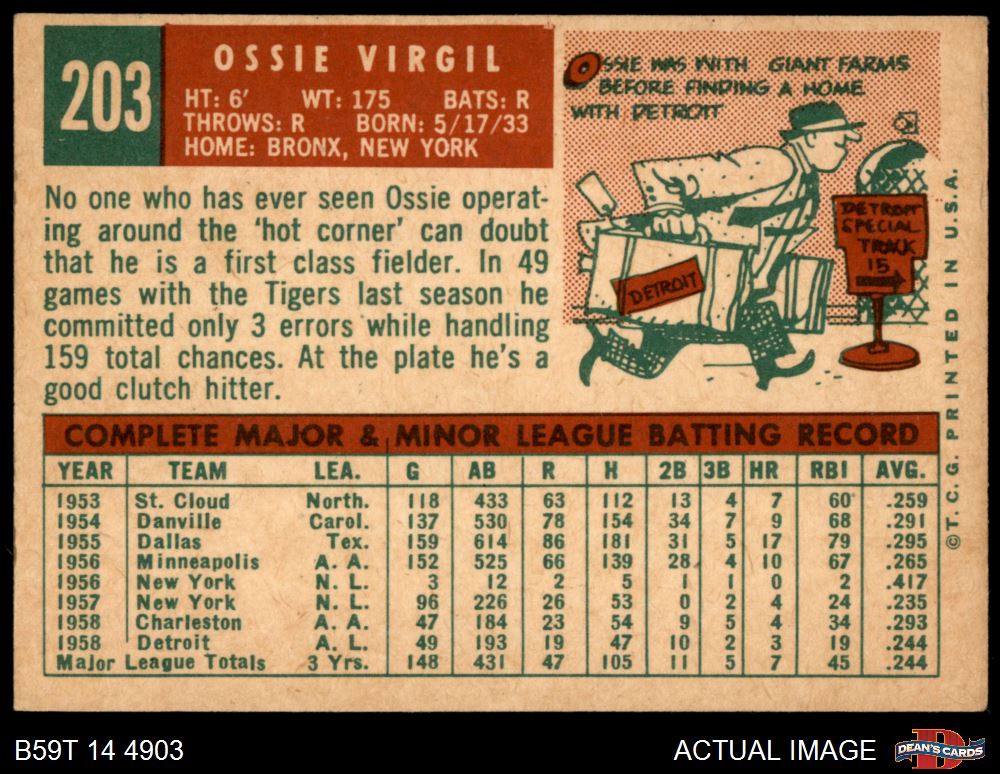 203
OSSIE VIRGIL
HT: 6' WT: 175 BATS: R
THROWS: R BORN: 5/17/33
HOME: BRONX, NEW YORK
OSSIE WAS WITH GIANT FARMS
BEFORE FINDING A HOME
WITH DETROIT
DETROIT
SPECIAL
TRACK
15
DETROIT
No one who has ever seen Ossie operat-
ing around the 'hot corner' can doubt
that he is a first class fielder. In 49
games with the Tigers last season he
committed only 3 errors while handling
159 total chances. At the plate he's a
good clutch hitter.
COMPLETE MAJOR & MINOR LEAGUE BATTING RECORD
YEAR TEAM LEA. G AB R H 2B 3B HR RBI AVG.
1953 St. Cloud North. 118 433 63 112 13 4 7 60 .259
1954 Danville Carol. 137 530 78 154 34 7 9 68 .291
1955 Dallas Tex. 159 614 86 181 31 5 17 79 .295
1956 Minneapolis A. A. 152 525 66 139 28 4 10 67 .265
1956 New York N. L. 3 12 2 5 1 1 0 2 .417
1957 New York N. L. 96 226 26 53 0 2 4 24 .235
1958 Charleston A. A. 47 184 23 54 9 5 4 34 .293
1958 Detroit A. L. 49 193 19 47 10 2 3 19 .244
Major League Totals 3 Yrs. 148 431 47 105 11 5 7 45 .244
©T. C. G. PRINTED IN U. S. A.
B59T 14 4903
ACTUAL IMAGE
DEAN'S CARDS